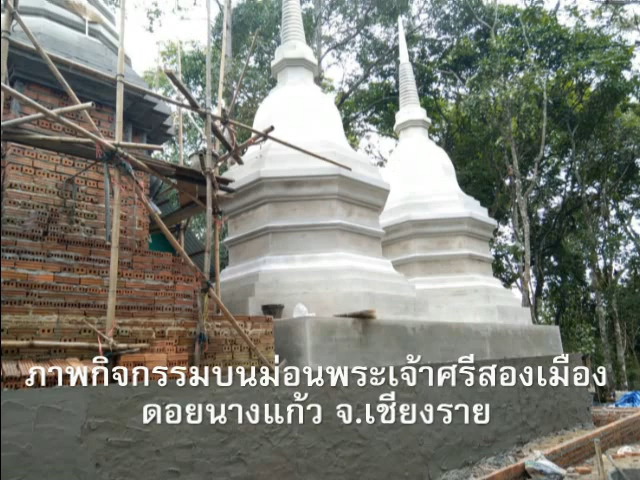 ภาพกิจกรรมบนม่อนพระเจ้าศรีสองเมือง
ดอยนางแก้ว จ.เชียงราย